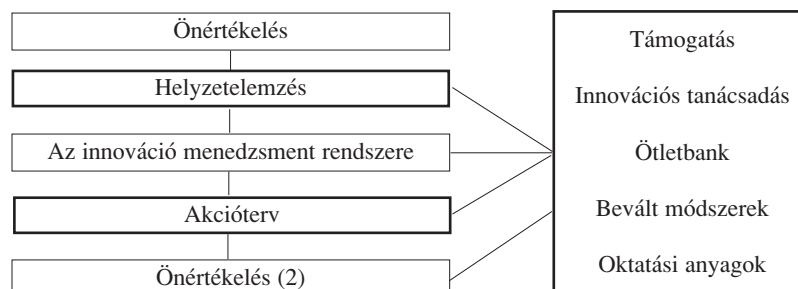 Önértékelés
Helyzetelemzés
Az innováció menedzsment rendszere
Akcióterv
Önértékelés (2)
Támogatás
Innovációs tanácsadás
Ötletbank
Bevált módszerek
Oktatási anyagok